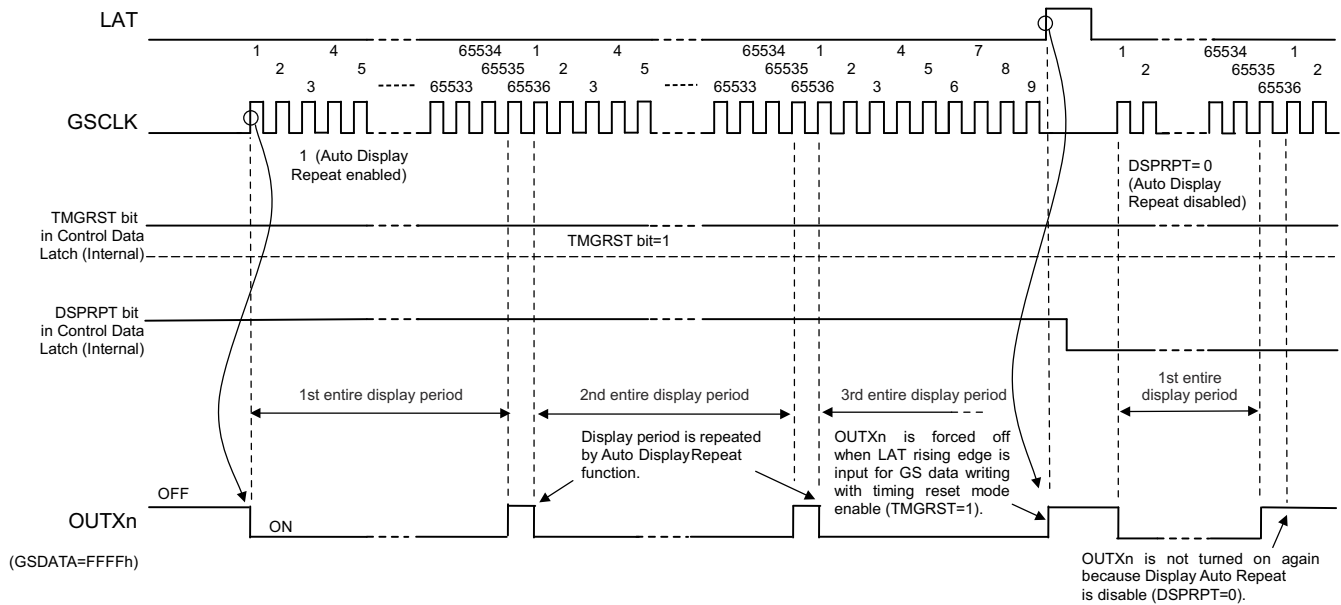 LAT
1 4 65534 1 4 65534 1 4 7 1 65534 1
2 65535 2 65535 2 5 8 2 65535 2
3 5 65533 65536 3 5 65533 65536 3 6 9 65536
GSCLK
1 (Auto Display
Repeat enabled)
DSPRPT= 0
(Auto Display
Repeat disabled)
TMGRST bit
in Control Data
Latch (Internal)
TMGRST bit=1
DSPRPT bit
in Control Data
Latch (Internal)
1st entire display period
2nd entire display period
3rd entire display period
1st entire
display period
Display period is repeated
by Auto DisplayRepeat
function.
OUTXn is forced off
when LAT rising edge is
input for GS data writing
with timing reset mode
enable (TMGRST=1).
OFF
OUTXn
ON
(GSDATA=FFFFh)
OUTXn is not turned on again
because Display Auto Repeat
is disable (DSPRPT=0).